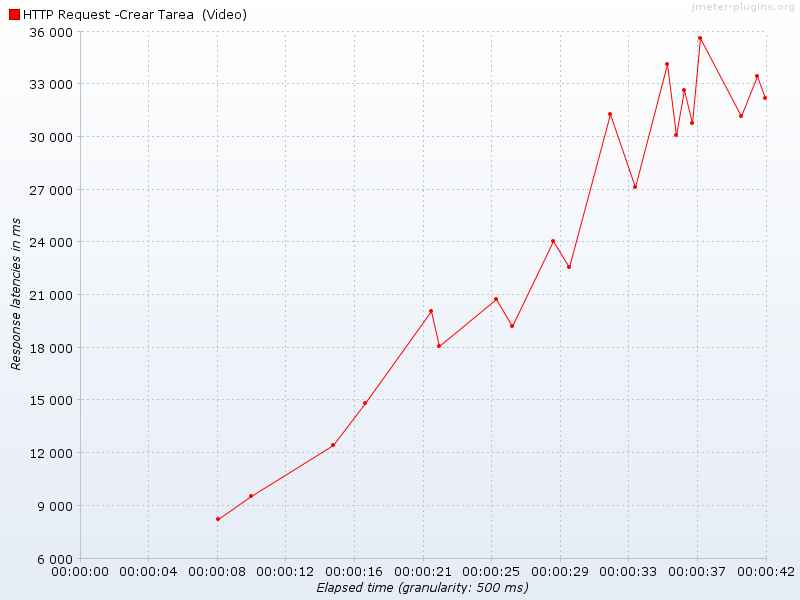 jmeter-plugins.org
HTTP Request -Crear Tarea (Video)
36 000
33 000
30 000
27 000
24 000
21 000
18 000
15 000
12 000
9 000
6 000
Response latencies in ms
00:00:00 00:00:04 00:00:08 00:00:12 00:00:16 00:00:21 00:00:25 00:00:29 00:00:33 00:00:37 00:00:42
Elapsed time (granularity: 500 ms)